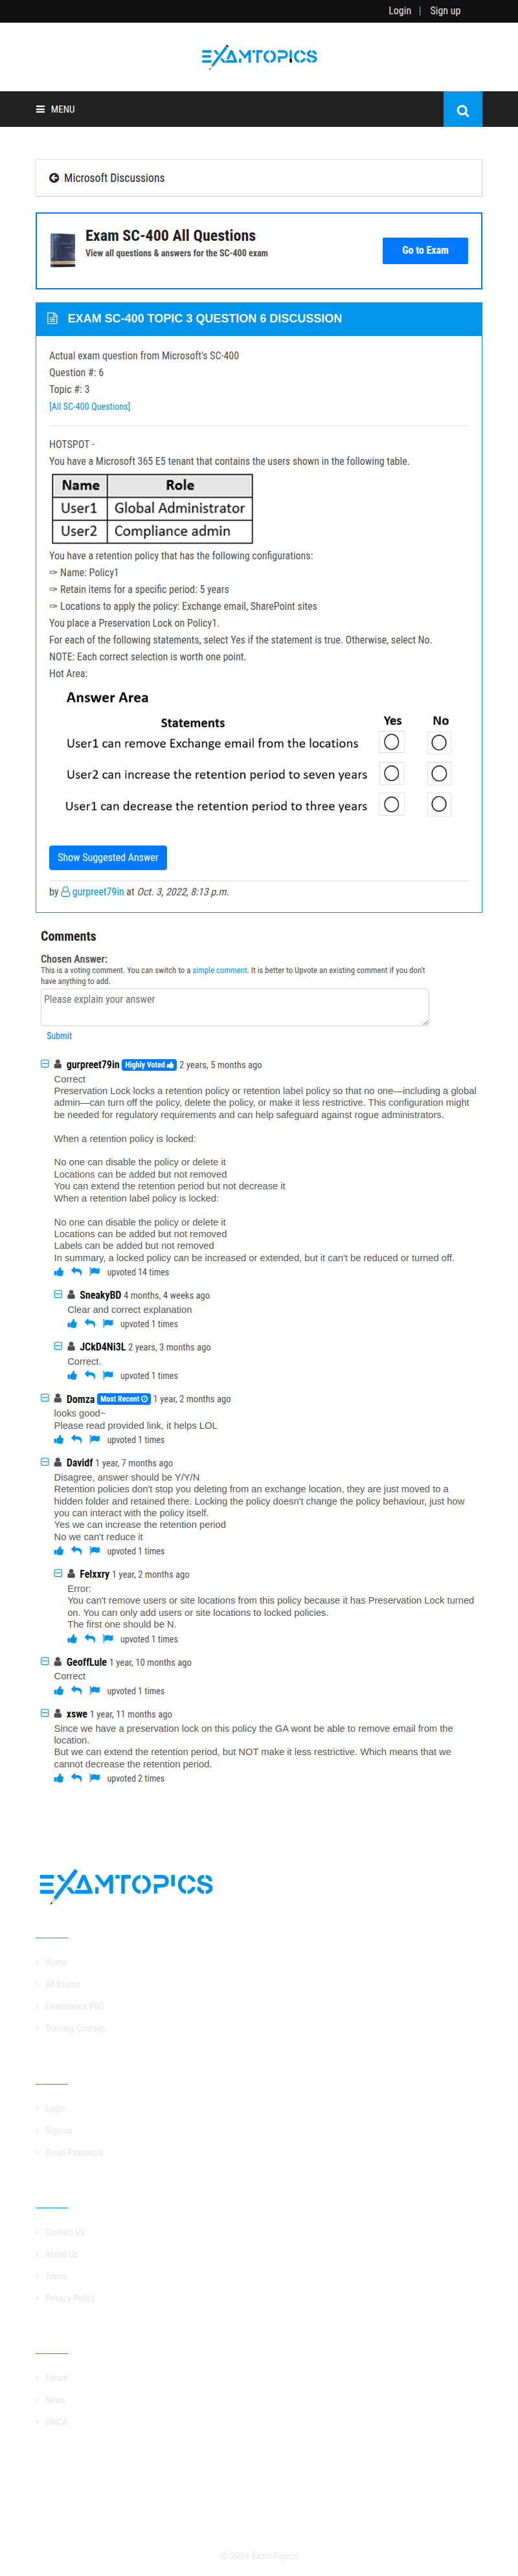 Login | Sign up
EXAMTOPICS
MENU
Microsoft Discussions
Exam SC-400 All Questions
View all questions & answers for the SC-400 exam
Go to Exam
EXAM SC-400 TOPIC 3 QUESTION 6 DISCUSSION
Actual exam question from Microsoft's SC-400
Question #: 6
Topic #: 3
[All SC-400 Questions]
HOTSPOT -
You have a Microsoft 365 E5 tenant that contains the users shown in the following table.
Name Role
User1 Global Administrator
User2 Compliance admin
You have a retention policy that has the following configurations:
✑ Name: Policy1
✑ Retain items for a specific period: 5 years
✑ Locations to apply the policy: Exchange email, SharePoint sites
You place a Preservation Lock on Policy1.
For each of the following statements, select Yes if the statement is true. Otherwise, select No.
NOTE: Each correct selection is worth one point.
Hot Area:
Answer Area
Statements Yes No
User1 can remove Exchange email from the locations
User2 can increase the retention period to seven years
User1 can decrease the retention period to three years
Show Suggested Answer
by gurpreet79in at Oct. 3, 2022, 8:13 p.m.
Comments
Chosen Answer:
This is a voting comment. You can switch to a simple comment. It is better to Upvote an existing comment if you don't
have anything to add.
Please explain your answer
Submit
gurpreet79in Highly Voted 2 years, 5 months ago
Correct
Preservation Lock locks a retention policy or retention label policy so that no one—including a global
admin—can turn off the policy, delete the policy, or make it less restrictive. This configuration might
be needed for regulatory requirements and can help safeguard against rogue administrators.
When a retention policy is locked:
No one can disable the policy or delete it
Locations can be added but not removed
You can extend the retention period but not decrease it
When a retention label policy is locked:
No one can disable the policy or delete it
Locations can be added but not removed
Labels can be added but not removed
In summary, a locked policy can be increased or extended, but it can't be reduced or turned off.
upvoted 14 times
SneakyBD 4 months, 4 weeks ago
Clear and correct explanation
upvoted 1 times
JCkD4Ni3L 2 years, 3 months ago
Correct.
upvoted 1 times
Domza Most Recent 1 year, 2 months ago
looks good~
Please read provided link, it helps LOL
upvoted 1 times
Davidf 1 year, 7 months ago
Disagree, answer should be Y/Y/N
Retention policies don't stop you deleting from an exchange location, they are just moved to a
hidden folder and retained there. Locking the policy doesn't change the policy behaviour, just how
you can interact with the policy itself.
Yes we can increase the retention period
No we can't reduce it
upvoted 1 times
Felxxry 1 year, 2 months ago
Error:
You can't remove users or site locations from this policy because it has Preservation Lock turned
on. You can only add users or site locations to locked policies.
The first one should be N.
upvoted 1 times
GeoffLule 1 year, 10 months ago
Correct
upvoted 1 times
xswe 1 year, 11 months ago
Since we have a preservation lock on this policy the GA wont be able to remove email from the
location.
But we can extend the retention period, but NOT make it less restrictive. Which means that we
cannot decrease the retention period.
upvoted 2 times
EXAMTOPICS
Home
All Exams
Examtopics PRO
Training Courses
Login
Sign up
Reset Password
Contact Us
About Us
Terms
Privacy Policy
Forum
News
DMCA
© 2024 ExamTopics